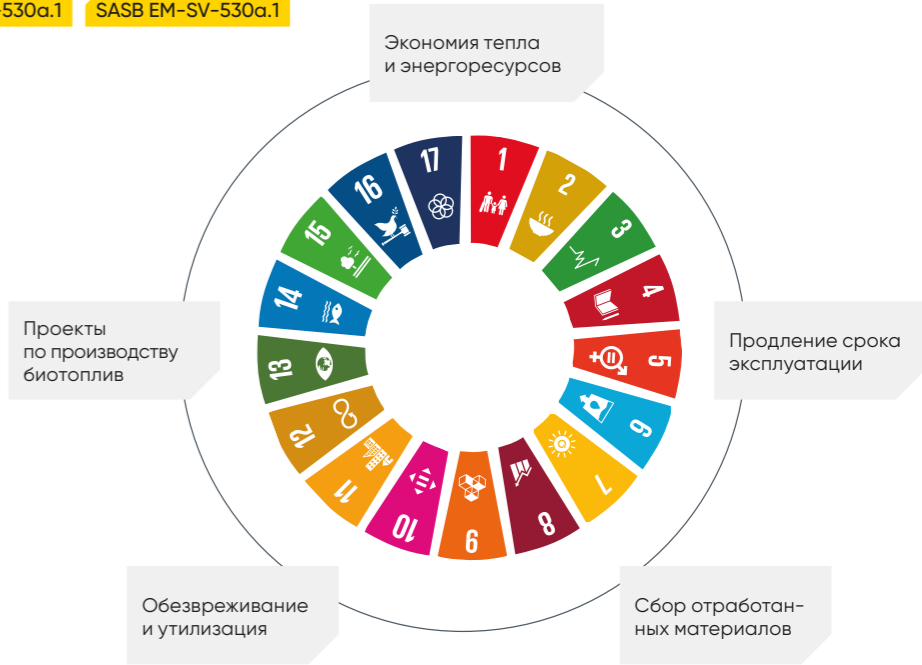 -530a.1 SASB EM-SV-530a.1
Экономия тепла
и энергоресурсов
17
1
16
2
15
3
14
4
13
5
12
6
11
7
10
8
9
Проекты
по производству
биотоплив
Продление срока
эксплуатации
Обезвреживание
и утилизация
Сбор отработан-
ных материалов